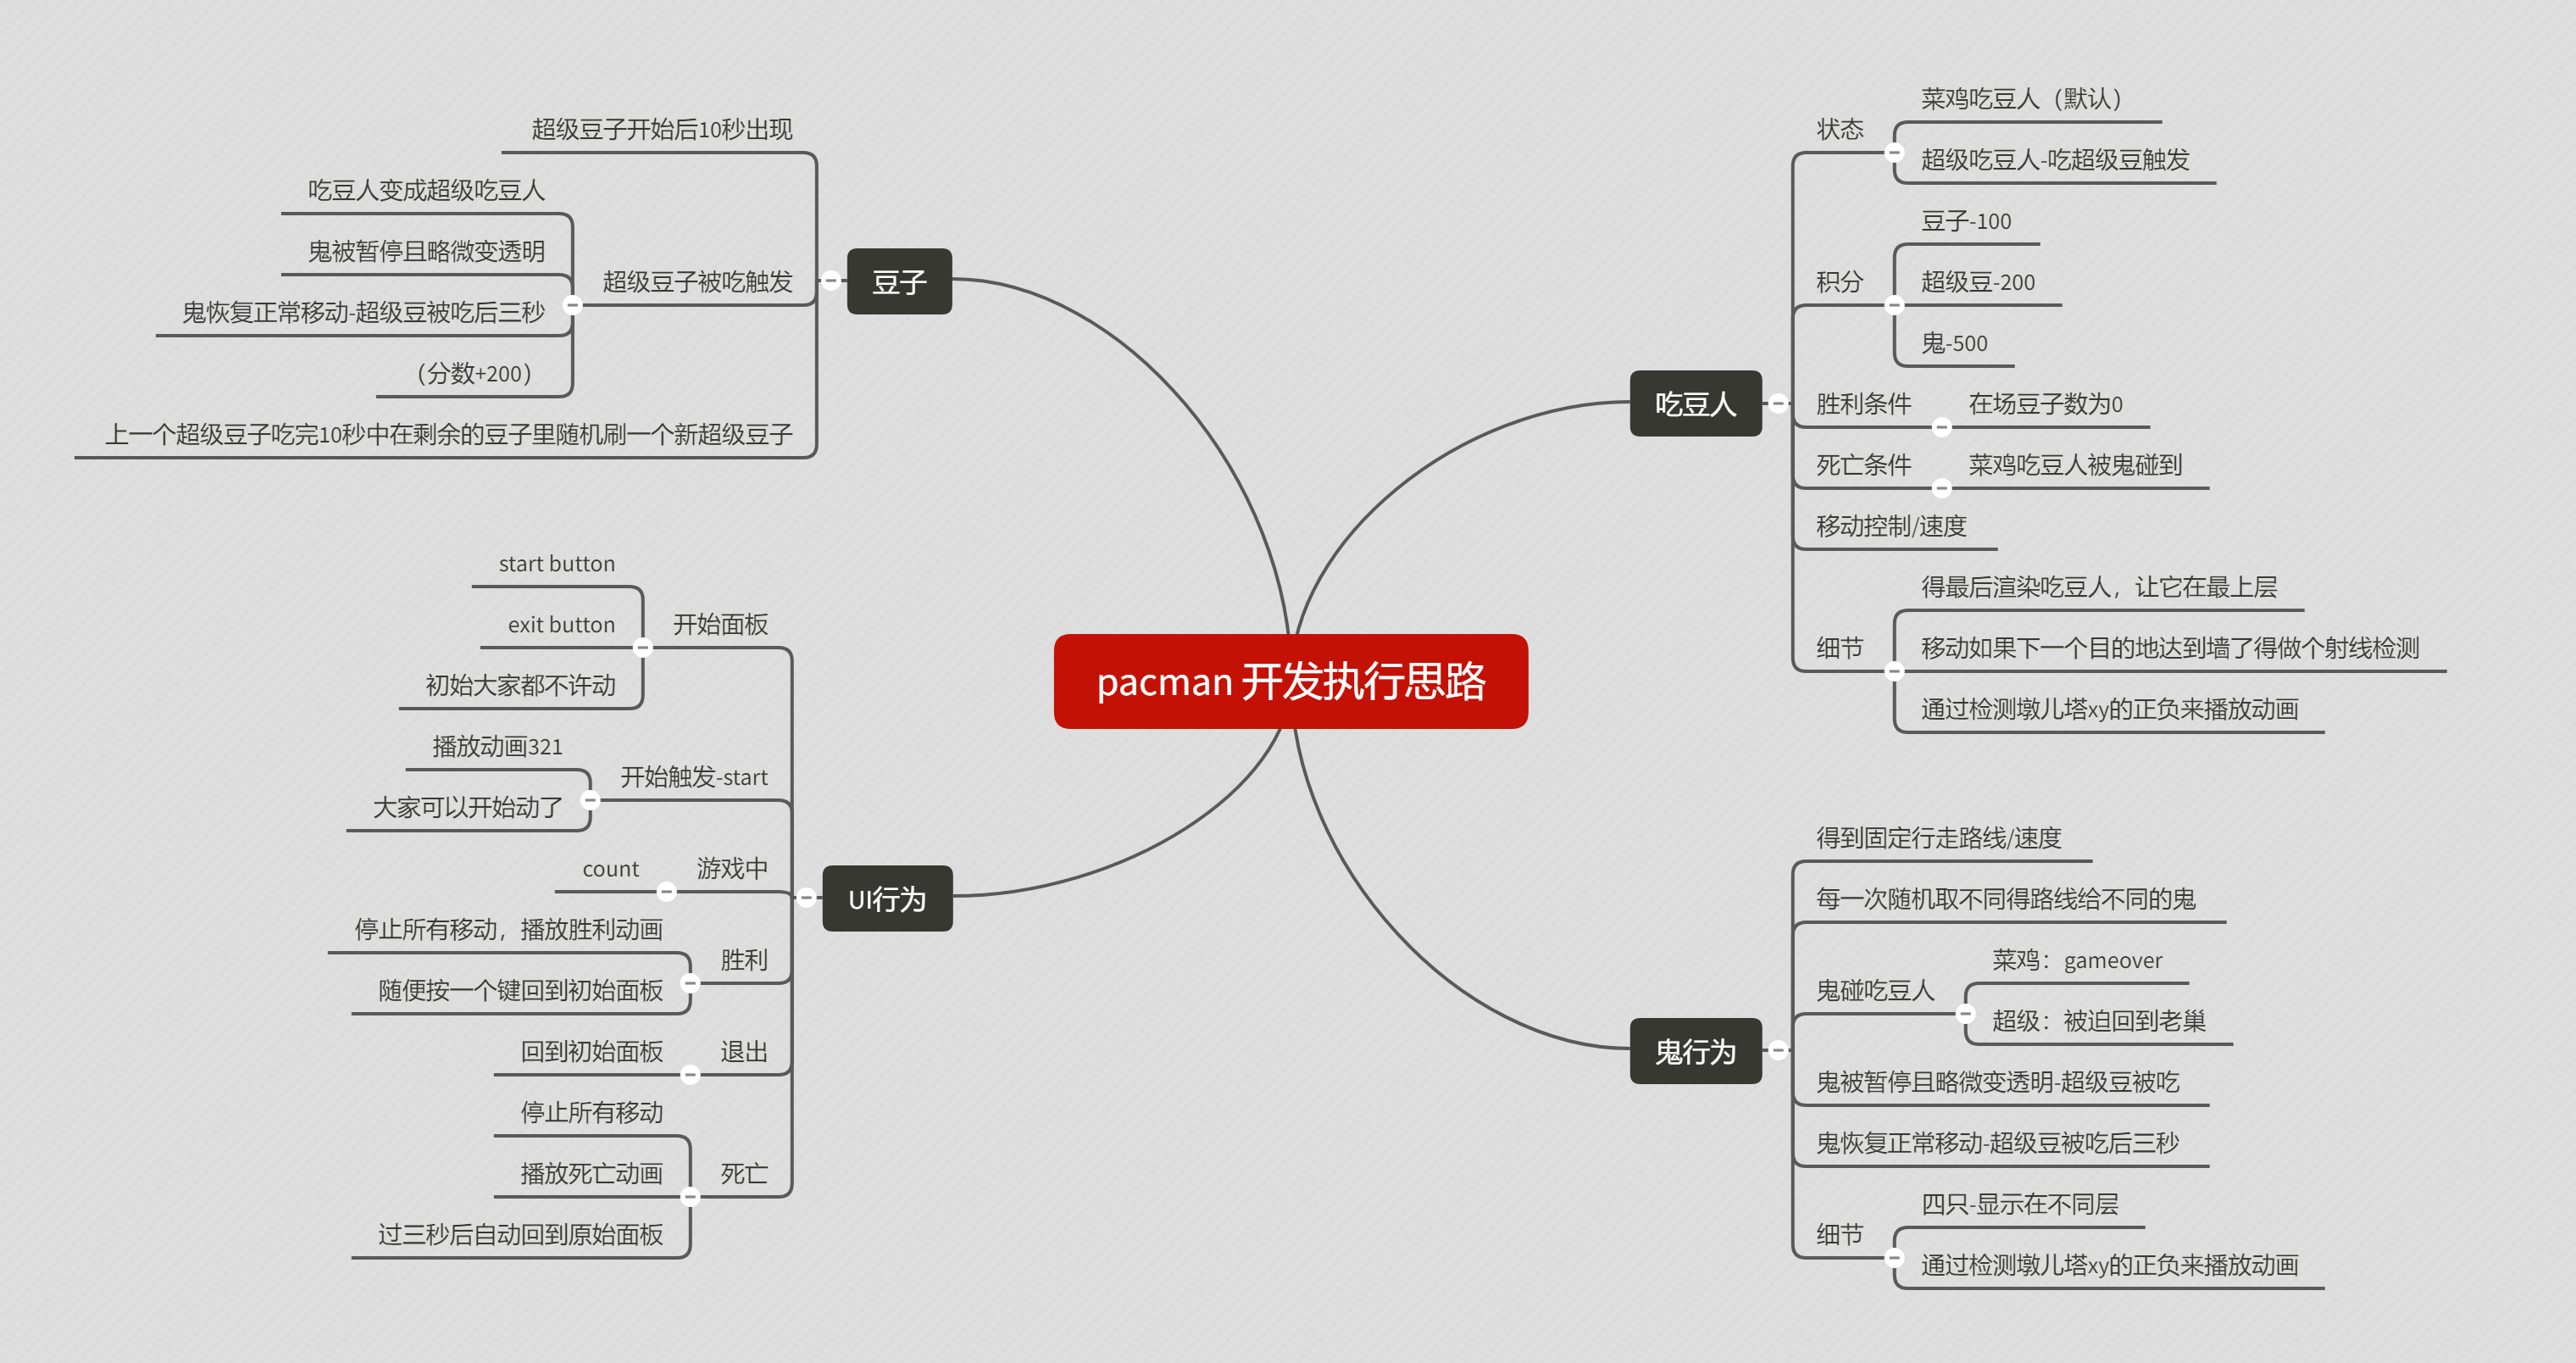 pacman 开发执行思路
吃豆人
状态
菜鸡吃豆人（默认）
超级吃豆人-吃超级豆触发
积分
豆子-100
超级豆-200
鬼-500
胜利条件
在场豆子数为0
死亡条件
菜鸡吃豆人被鬼碰到
移动控制/速度
细节
得最后渲染吃豆人，让它在最上层
移动如果下一个目的地达到墙了得做个射线检测
通过检测墩儿塔xy的正负来播放动画
鬼行为
得到固定行走路线/速度
每一次随机取不同得路线给不同的鬼
鬼碰吃豆人
菜鸡：gameover
超级：被迫回到老巢
鬼被暂停且略微变透明-超级豆被吃
鬼恢复正常移动-超级豆被吃后三秒
细节
四只-显示在不同层
通过检测墩儿塔xy的正负来播放动画
豆子
超级豆子开始后10秒出现
超级豆子被吃触发
吃豆人变成超级吃豆人
鬼被暂停且略微变透明
鬼恢复正常移动-超级豆被吃后三秒
（分数+200）
上一个超级豆子吃完10秒中在剩余的豆子里随机刷一个新超级豆子
UI行为
开始面板
start button
exit button
初始大家都不许动
开始触发-start
播放动画321
大家可以开始动了
游戏中
count
胜利
停止所有移动，播放胜利动画
随便按一个键回到初始面板
退出
回到初始面板
死亡
停止所有移动
播放死亡动画
过三秒后自动回到原始面板